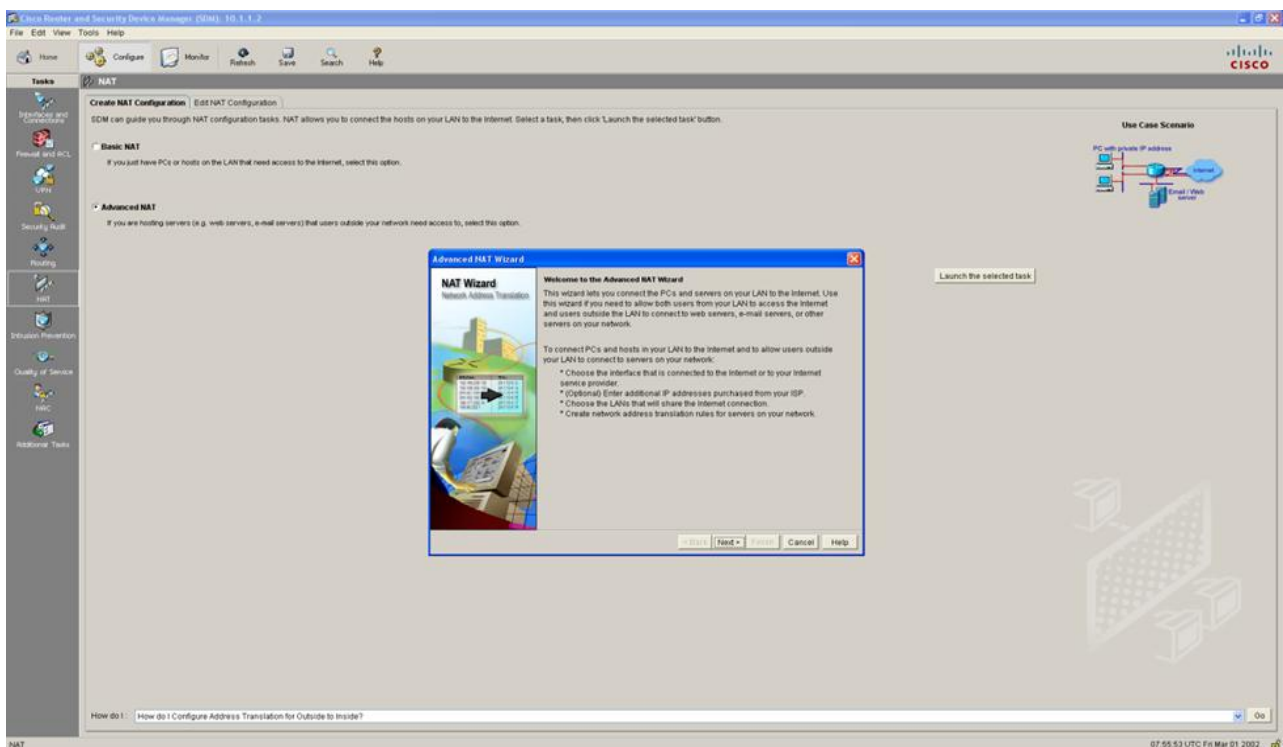 Cisco Router and Security Device Manager (SDM): 10.1.1.2
File Edit View Tools Help
Home Configure Monitor Refresh Save Search Help
CISCO
Tasks
NAT
Interfaces and Connections
Firewall and ACL
VPN
Security Audit
Routing
NAT
Intrusion Prevention
Quality of Service
NAC
Additional Tasks
Create NAT Configuration Edit NAT Configuration
SDM can guide you through NAT configuration tasks. NAT allows you to connect the hosts on your LAN to the Internet. Select a task, then click 'Launch the selected task' button.
Use Case Scenario
PC with private IP address
Internet
Email / Web server
Basic NAT
If you just have PCs or hosts on the LAN that need access to the Internet, select this option.
Advanced NAT
If you are hosting servers (e.g. web servers, e-mail servers) that users outside your network need access to, select this option.
Launch the selected task
Advanced NAT Wizard
NAT Wizard
Network Address Translation
Welcome to the Advanced NAT Wizard
This wizard lets you connect the PCs and servers on your LAN to the Internet. Use
this wizard if you need to allow both users from your LAN to access the Internet
and users outside the LAN to connect to web servers, e-mail servers, or other
servers on your network.
To connect PCs and hosts in your LAN to the Internet and to allow users outside
your LAN to connect to servers on your network:
* Choose the interface that is connected to the Internet or to your Internet
service provider.
* (Optional) Enter additional IP addresses purchased from your ISP.
* Choose the LANs that will share the Internet connection.
* Create network address translation rules for servers on your network.
< Back Next > Finish Cancel Help
How do I : How do I Configure Address Translation for Outside to Inside? Go
NAT
07:55:53 UTC Fri Mar 01 2002